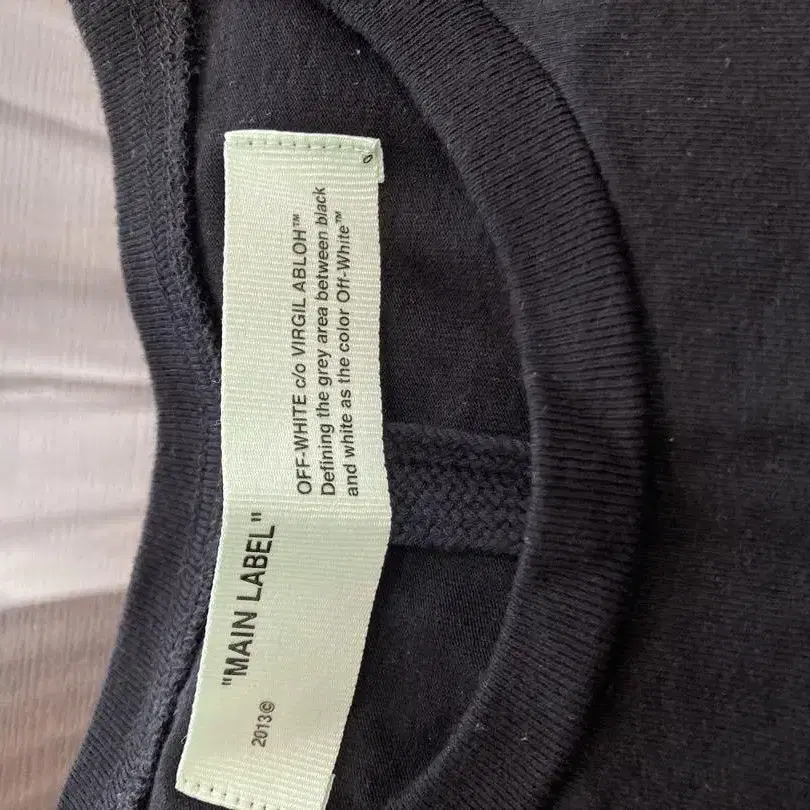 "MAIN LABEL"
OFF-WHITE c/o VIRGIL ABLOH™
Defining the grey area between black
and white as the color Off-White™
2013©